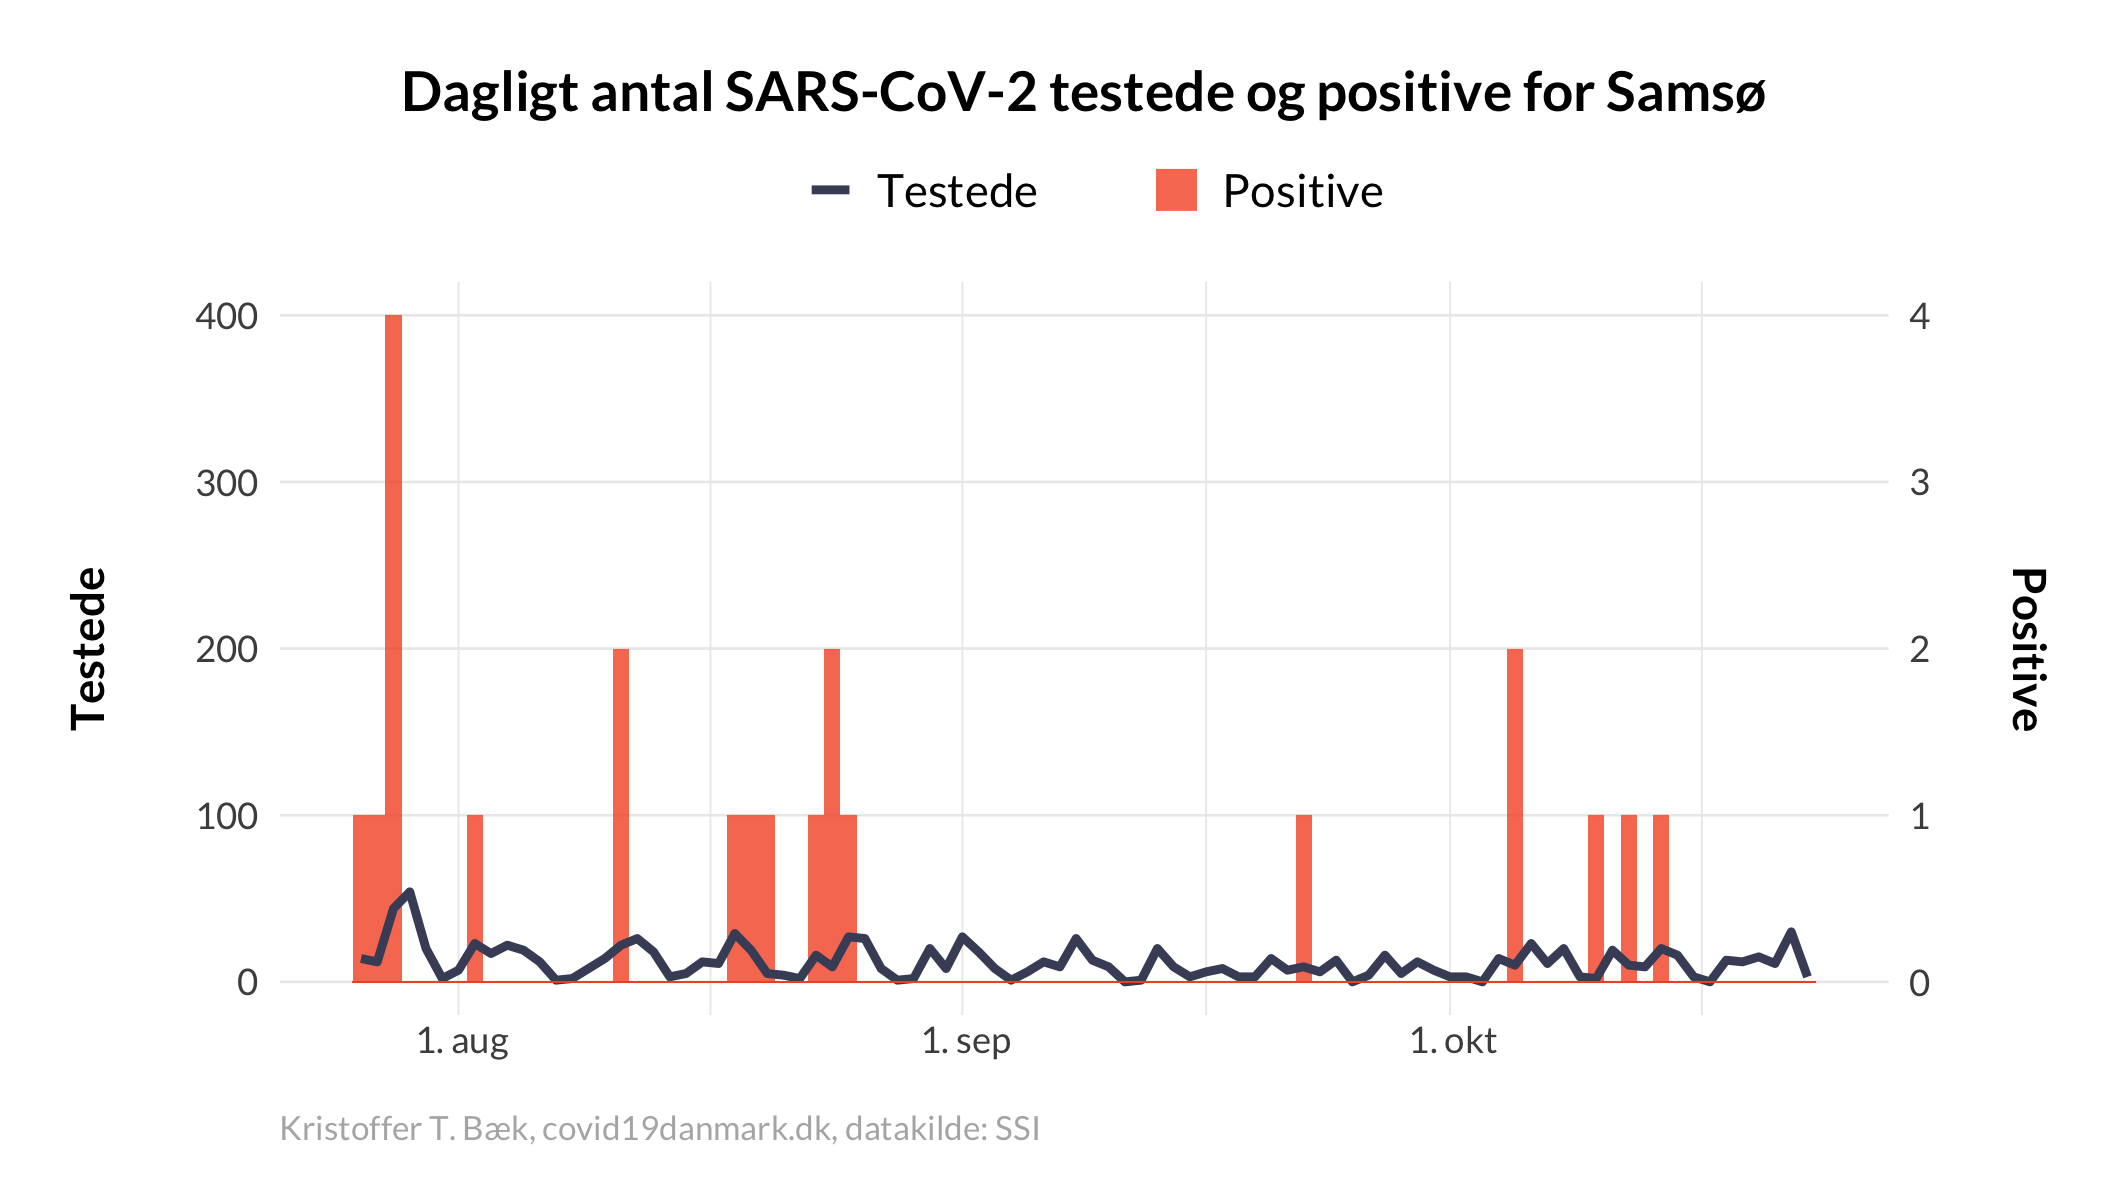 Dagligt antal SARS-CoV-2 testede og positive for Samsø
Testede Positive
400 4
300 3
200 2
100 1
0 0
Testede
Positive
1. aug 1. sep 1. okt
Kristoffer T. Bæk, covid19danmark.dk, datakilde: SSI